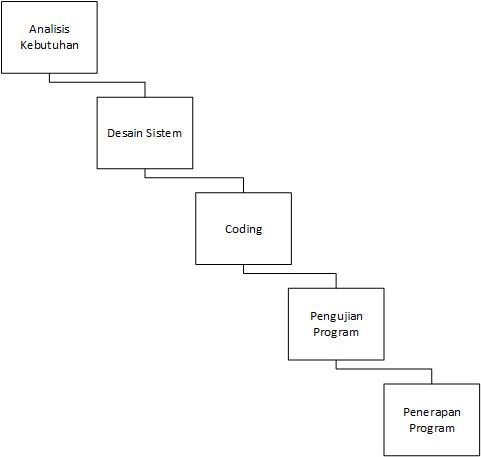 Analisis
Kebutuhan
Desain Sistem
Coding
Pengujian
Program
Penerapan
Program